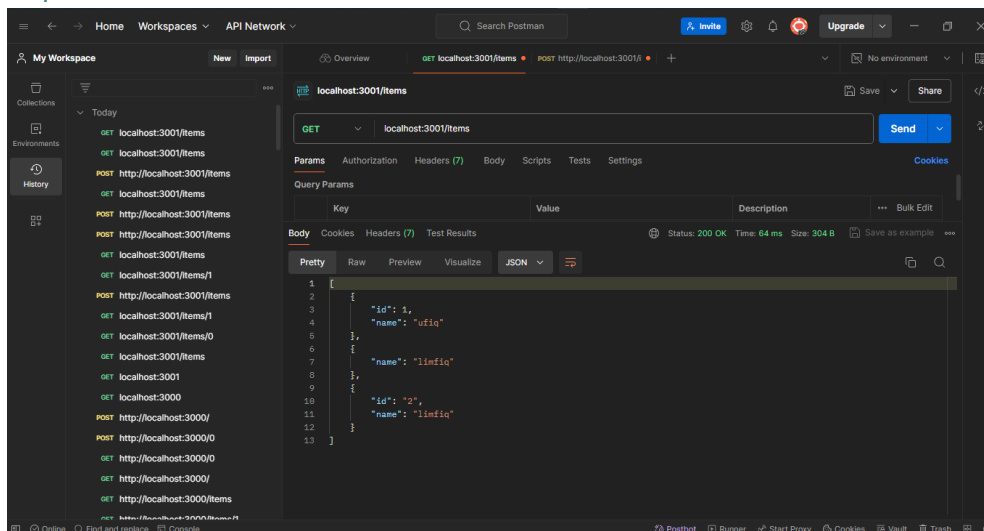 Home Workspaces API Network Search Postman Invite Upgrade
My Workspace New Import Overview GET localhost:3001/items POST http://localhost:3001/i No environment
Collections
Environments
History
Today
GET localhost:3001/items
GET localhost:3001/items
POST http://localhost:3001/items
GET localhost:3001/items
POST http://localhost:3001/items
POST http://localhost:3001/items
GET localhost:3001/items
GET localhost:3001/items/1
POST http://localhost:3001/items
GET localhost:3001/items/1
GET localhost:3001/items/0
GET localhost:3001/items
GET localhost:3001
GET localhost:3000
POST http://localhost:3000/
POST http://localhost:3000/0
GET http://localhost:3000/0
GET http://localhost:3000/
GET http://localhost:3000/items
GET http://localhost:3000/items/1
HTTP localhost:3001/items Save Share
GET localhost:3001/items Send
Params Authorization Headers (7) Body Scripts Tests Settings Cookies
Query Params
Key Value Description Bulk Edit
Body Cookies Headers (7) Test Results Status: 200 OK Time: 64 ms Size: 304 B Save as example
Pretty Raw Preview Visualize JSON
1 [
2 {
3 "id": 1,
4 "name": "ufiq"
5 },
6 {
7 "name": "limfiq"
8 },
9 {
10 "id": "2",
11 "name": "limfiq"
12 }
13 ]
Online Find and replace Console Postbot Runner Start Proxy Cookies Vault Trash